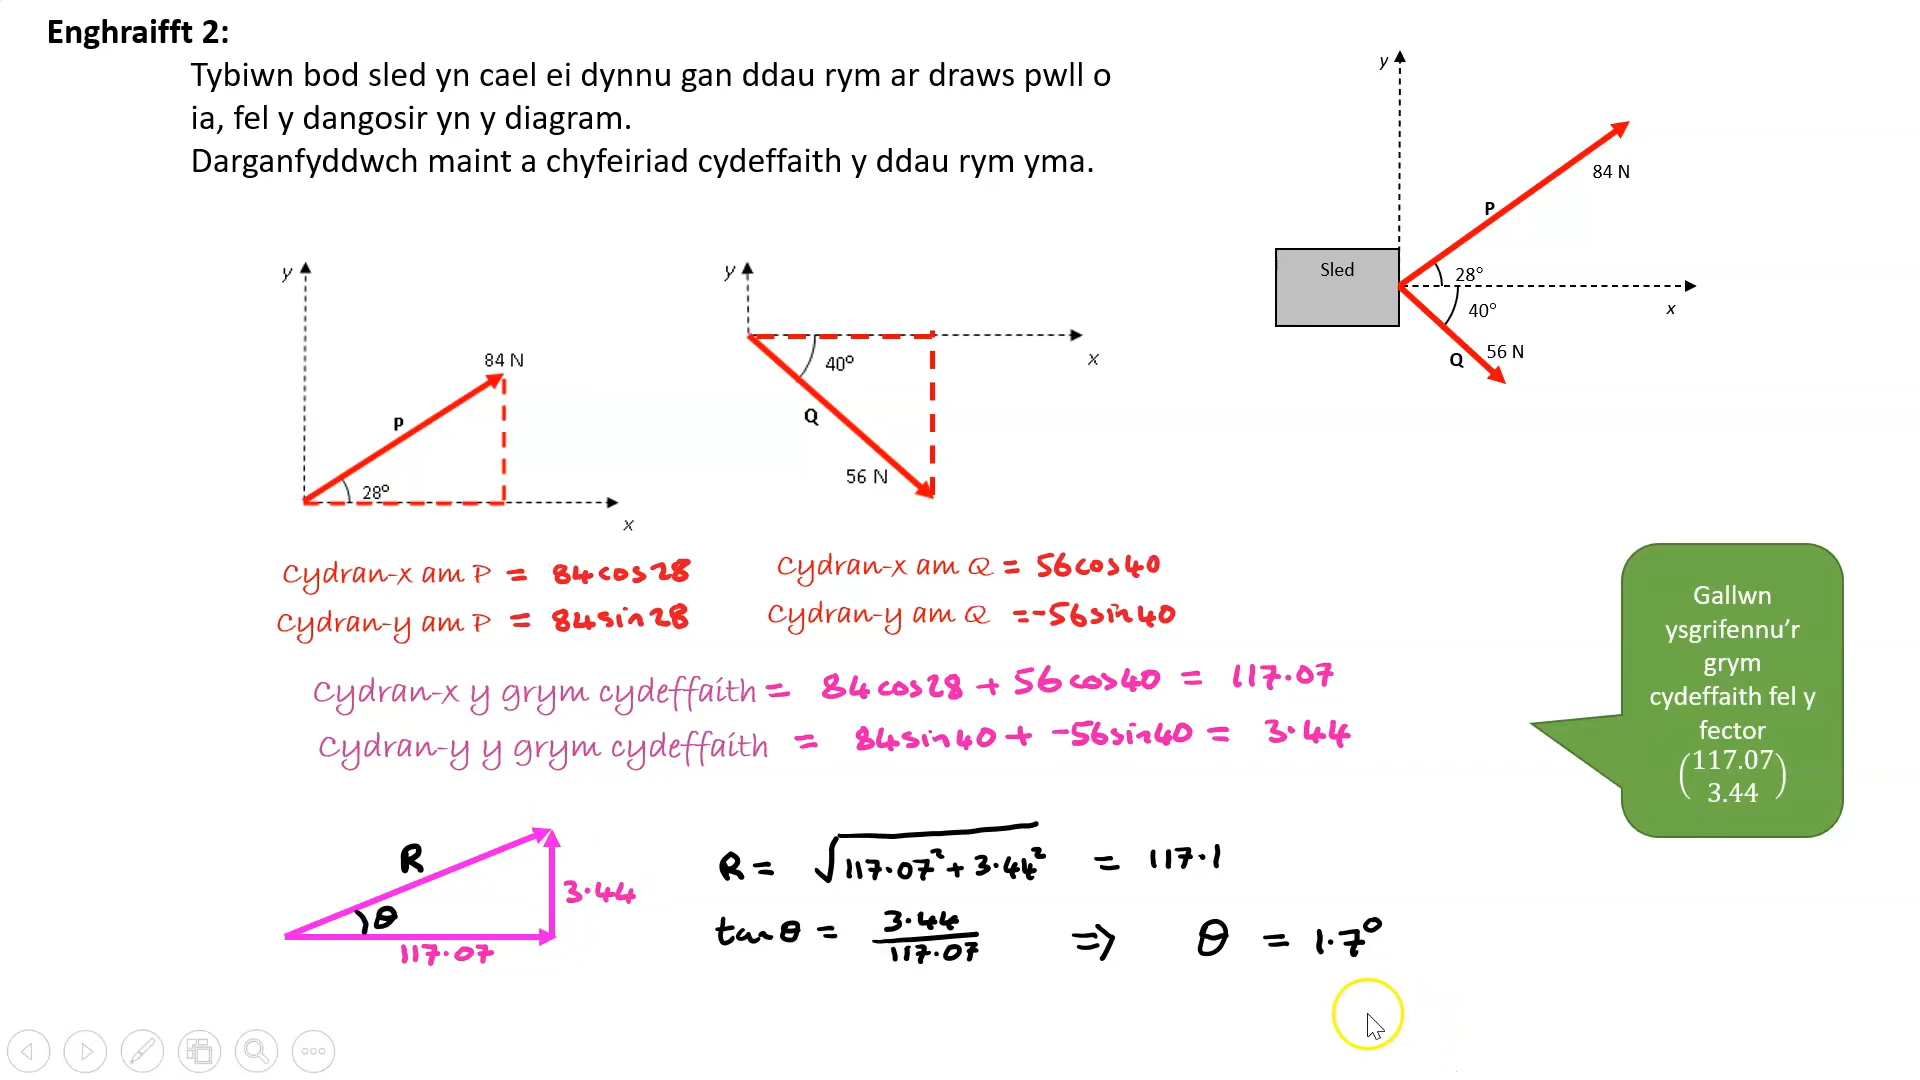 Enghraifft 2:
Tybiwn bod sled yn cael ei dynnu gan ddau rym ar draws pwll o
ia, fel y dangosir yn y diagram.
Darganfyddwch maint a chyfeiriad cydeffaith y ddau rym yma.
y
84 N
P
Sled
28°
40°
x
Q
56 N
y
84 N
P
28°
x
y
40°
x
Q
56 N
Cydran-x am P = 84cos28
Cydran-y am P = 84sin28
Cydran-x am Q = 56cos40
Cydran-y am Q = -56sin40
Cydran-x y grym cydeffaith = 84cos28 + 56cos40 = 117.07
Cydran-y y grym cydeffaith = 84sin40 + -56sin40 = 3.44
Gallwn
ysgrifennu’r
grym
cydeffaith fel y
fector
(117.07
3.44)
R
θ
3.44
117.07
R = √117.07² + 3.44² = 117.1
tan θ = 3.44/117.07 ⇒ θ = 1.7°